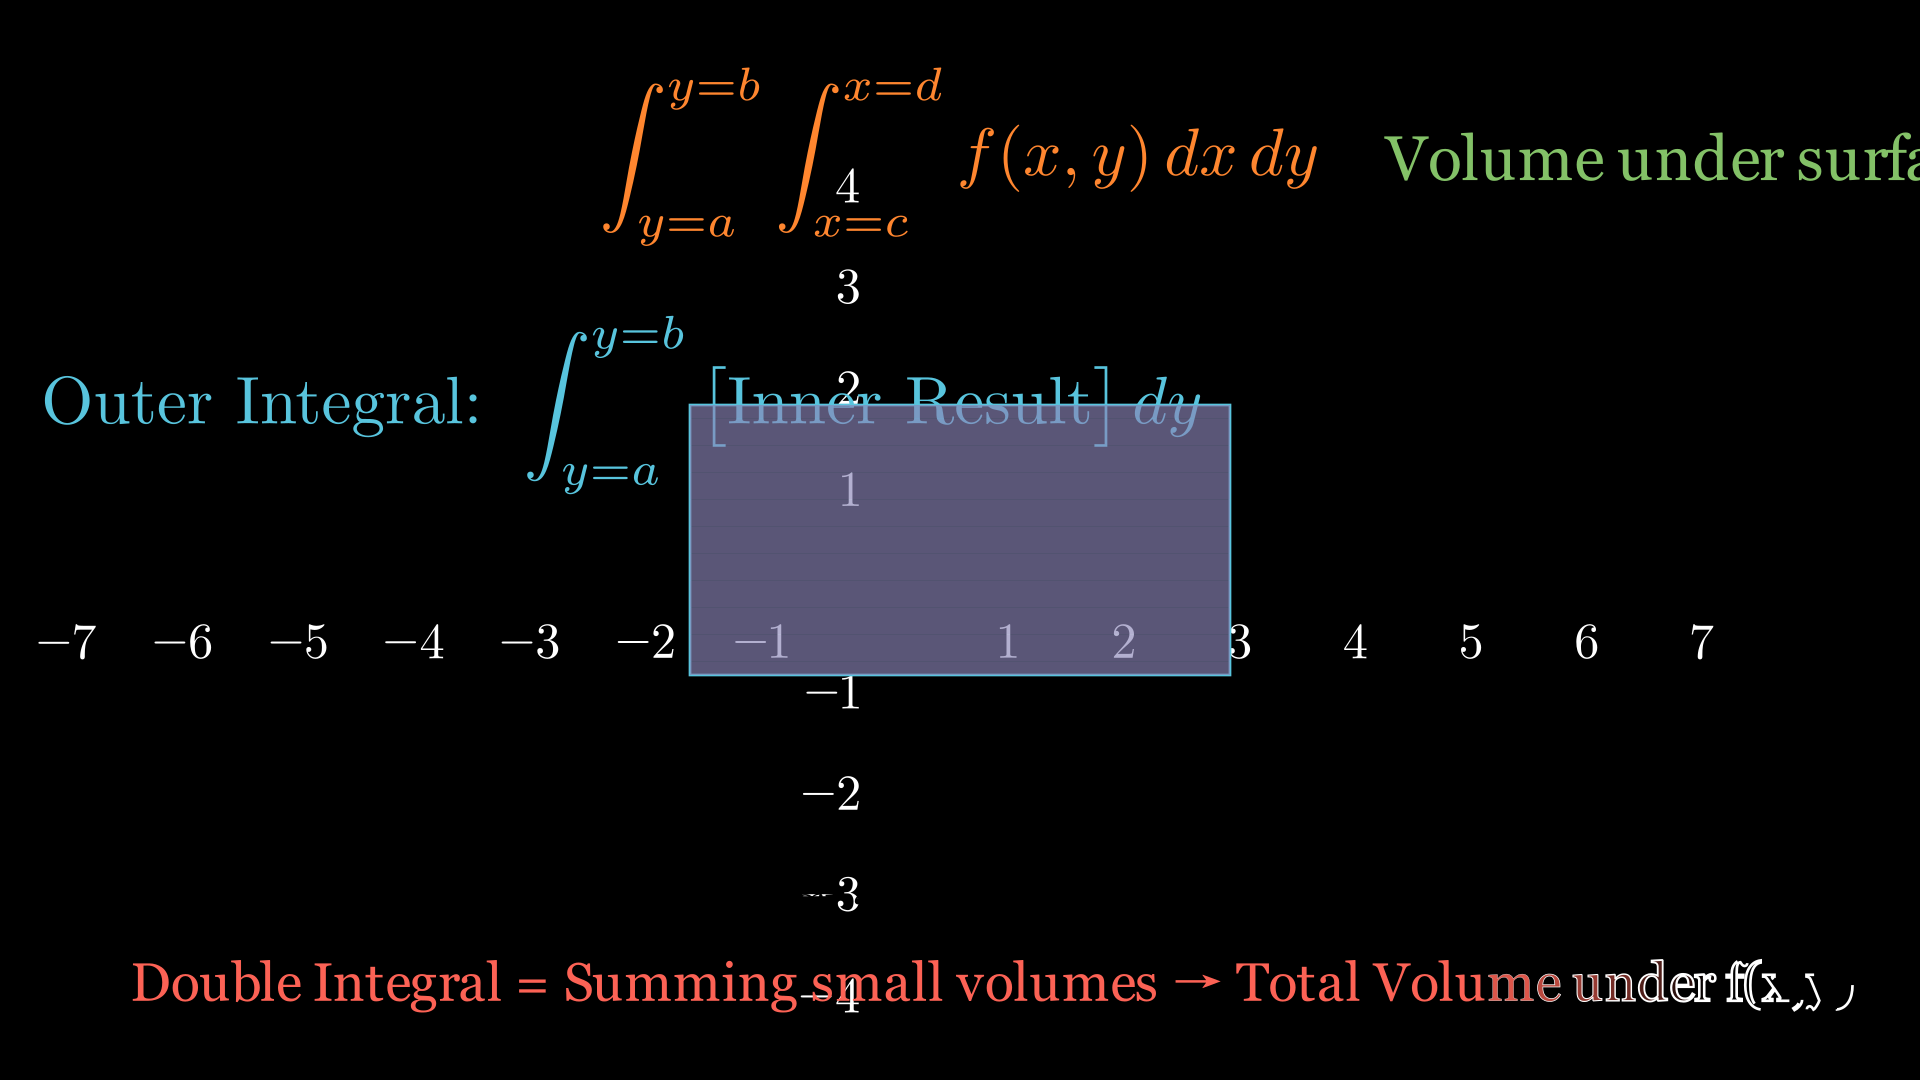 ∫_{y=a}^{y=b} ∫_{x=c}^{x=d} f(x, y) dx dy Volume under
4
3
Outer Integral: ∫_{y=a}^{y=b} [Inner Result] dy
2
1
−7 −6 −5 −4 −3 −2 −1 1 2 3 4 5 6 7
−1
−2
−3
Double Integral = Summing small volumes → Total Volume under
−4